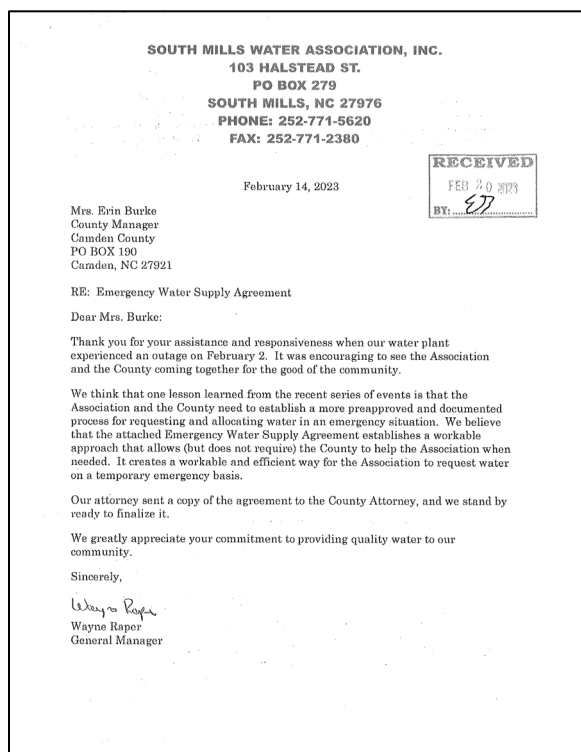 SOUTH MILLS WATER ASSOCIATION, INC.
103 HALSTEAD ST.
PO BOX 279
SOUTH MILLS, NC 27976
PHONE: 252-771-5620
FAX: 252-771-2380
RECEIVED
FEB 20 2023
BY:
February 14, 2023
Mrs. Erin Burke
County Manager
Camden County
PO BOX 190
Camden, NC 27921
RE: Emergency Water Supply Agreement
Dear Mrs. Burke:
Thank you for your assistance and responsiveness when our water plant
experienced an outage on February 2. It was encouraging to see the Association
and the County coming together for the good of the community.
We think that one lesson learned from the recent series of events is that the
Association and the County need to establish a more preapproved and documented
process for requesting and allocating water in an emergency situation. We believe
that the attached Emergency Water Supply Agreement establishes a workable
approach that allows (but does not require) the County to help the Association when
needed. It creates a workable and efficient way for the Association to request water
on a temporary emergency basis.
Our attorney sent a copy of the agreement to the County Attorney, and we stand by
ready to finalize it.
We greatly appreciate your commitment to providing quality water to our
community.
Sincerely,
Wayne Raper
Wayne Raper
General Manager